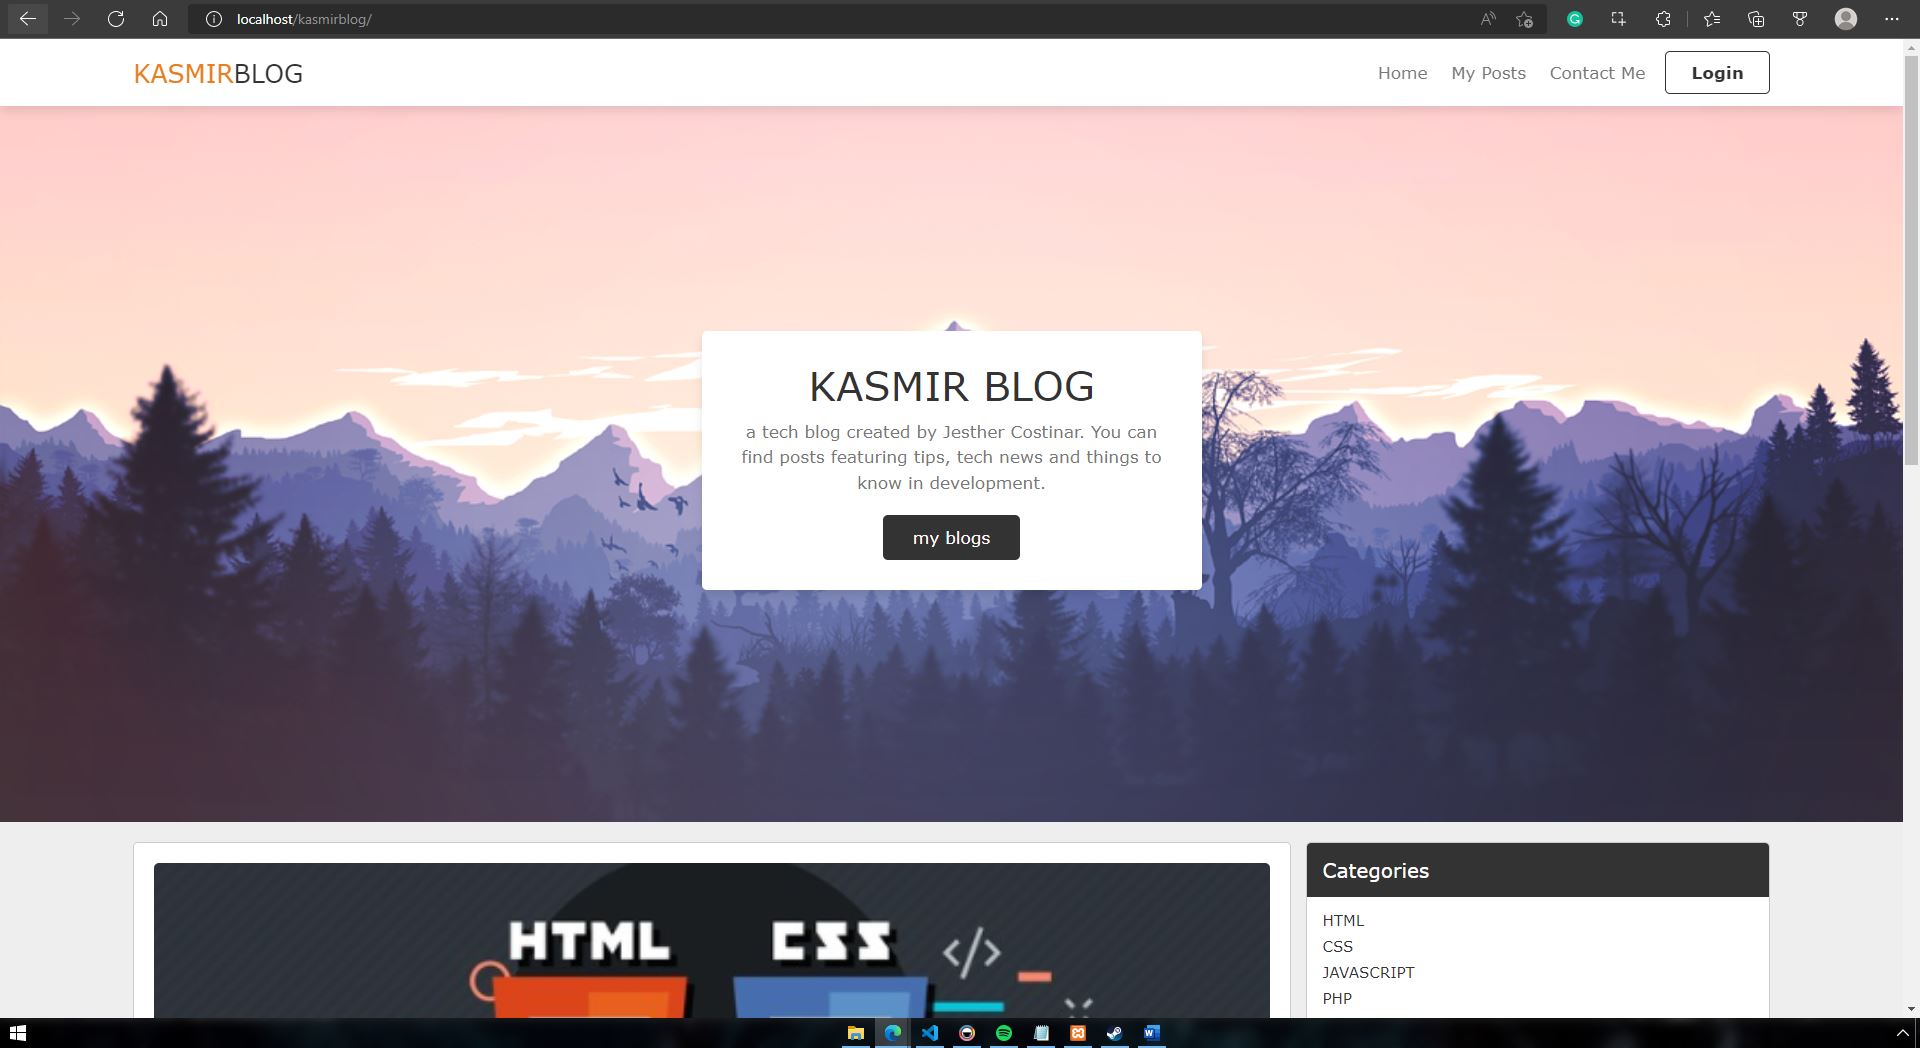 localhost/kasmirblog/
KASMIRBLOG
Home My Posts Contact Me Login
KASMIR BLOG
a tech blog created by Jesther Costinar. You can
find posts featuring tips, tech news and things to
know in development.
my blogs
HTML CSS
Categories
HTML
CSS
JAVASCRIPT
PHP